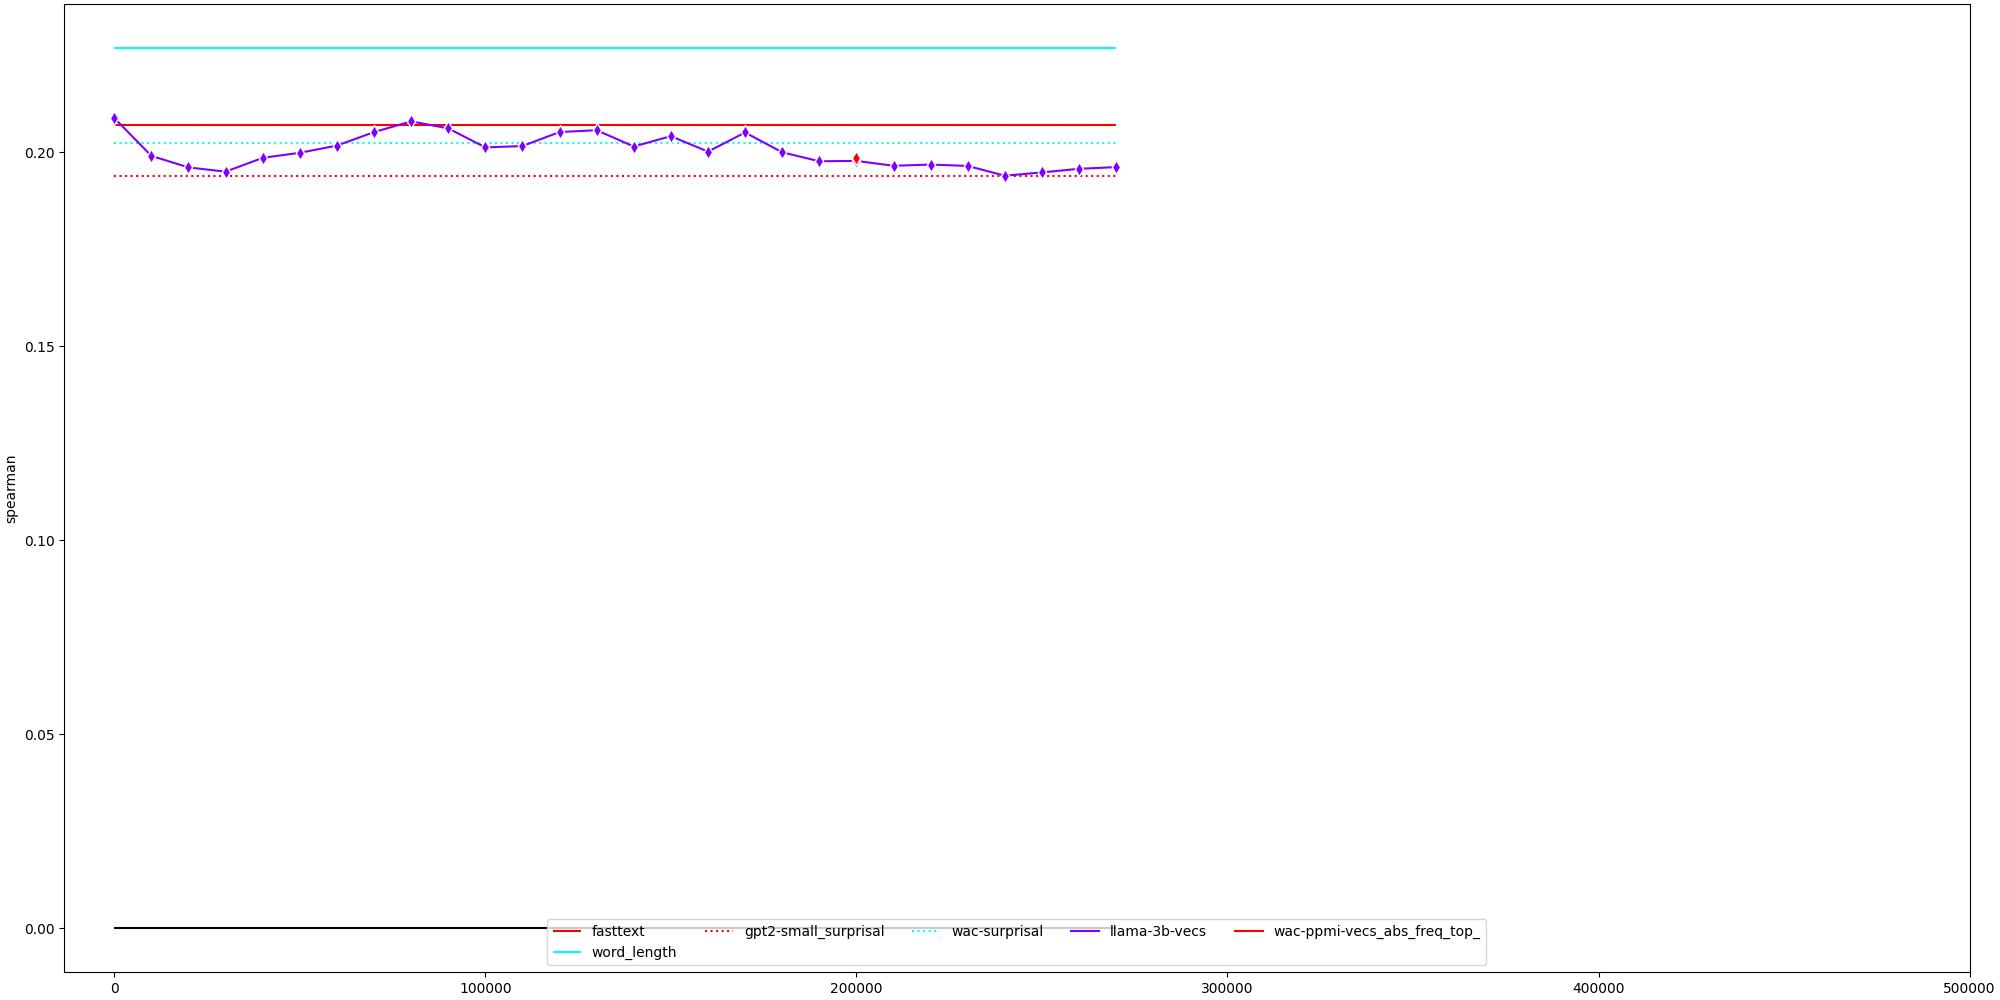 spearman
0.20
0.15
0.10
0.05
0.00
fasttext gpt2-small_surprisal wac-surprisal llama-3b-vecs wac-ppmi-vecs_abs_freq_top_
word_length
0 100000 200000 300000 400000 500000